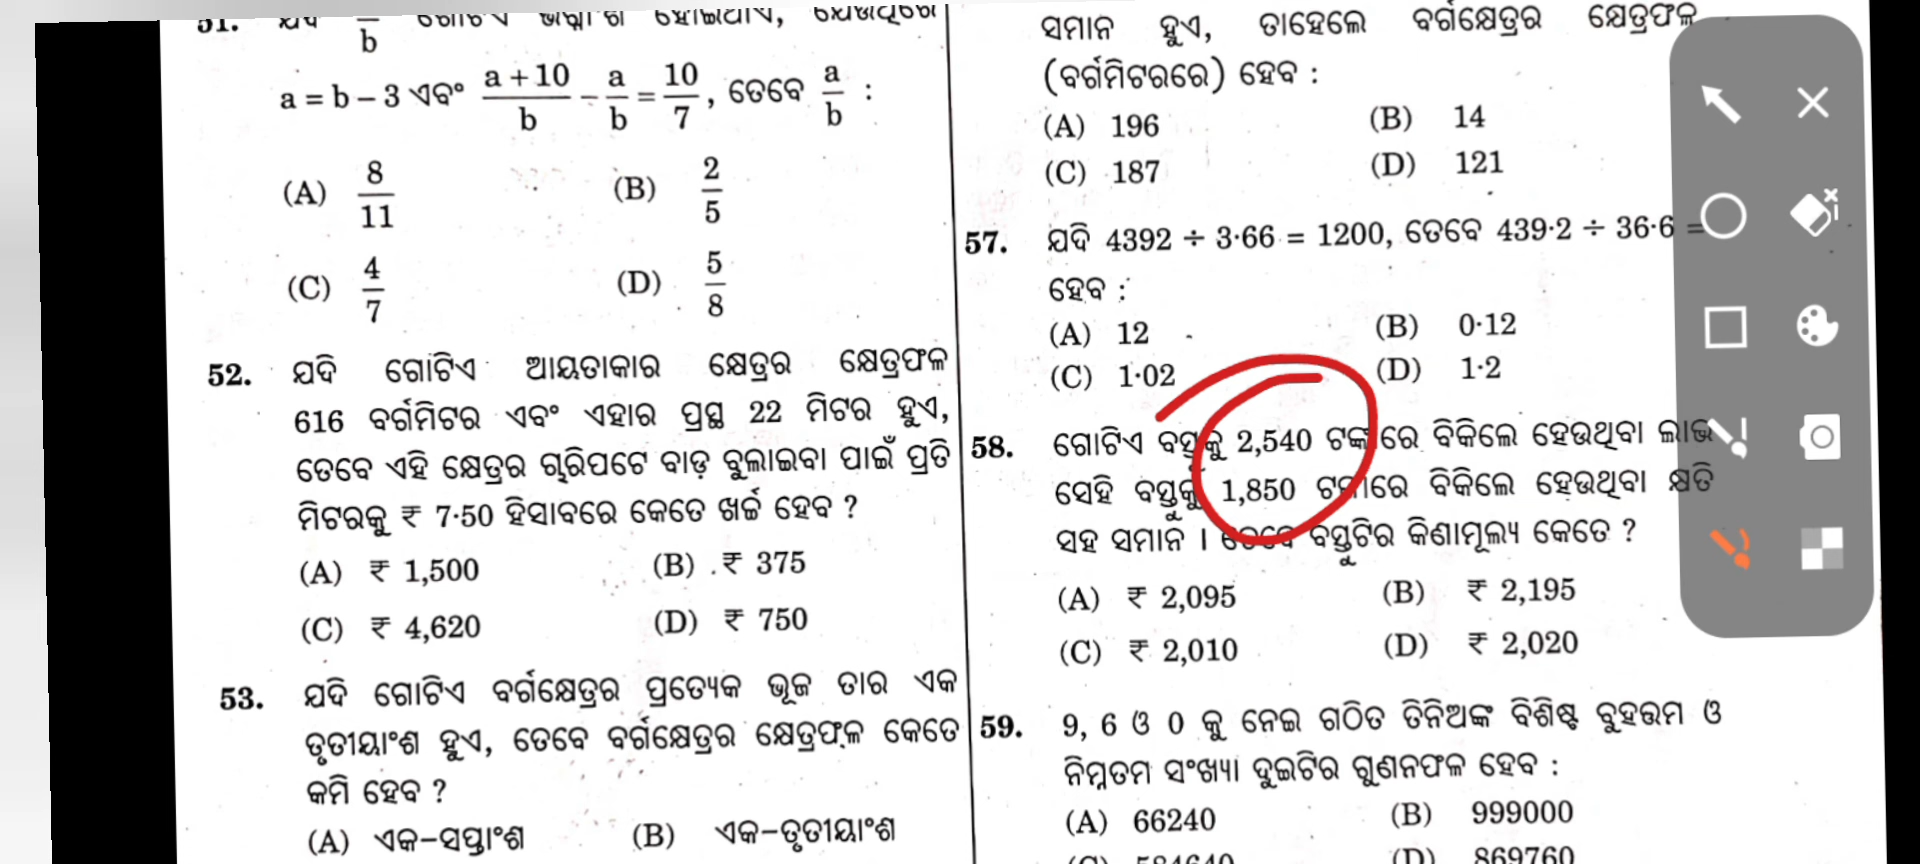 51. ଯଦି
b
a = b – 3 ଏବଂ (a + 10)/b – a/b = 10/7, ତେବେ a/b :
(A) 8/11 (B) 2/5
(C) 4/7 (D) 5/8
52. ଯଦି ଗୋଟିଏ ଆୟତାକାର କ୍ଷେତ୍ରର କ୍ଷେତ୍ରଫଳ
616 ବର୍ଗମିଟର ଏବଂ ଏହାର ପ୍ରସ୍ଥ 22 ମିଟର ହୁଏ,
ତେବେ ଏହି କ୍ଷେତ୍ରର ଚାରିପଟେ ବାଡ଼ ବୁଲାଇବା ପାଇଁ ପ୍ରତି
ମିଟରକୁ ₹ 7·50 ହିସାବରେ କେତେ ଖର୍ଚ୍ଚ ହେବ ?
(A) ₹ 1,500 (B) ₹ 375
(C) ₹ 4,620 (D) ₹ 750
53. ଯଦି ଗୋଟିଏ ବର୍ଗକ୍ଷେତ୍ରର ପ୍ରତ୍ୟେକ ଭୂଜ ତାର ଏକ
ତୃତୀୟାଂଶ ହୁଏ, ତେବେ ବର୍ଗକ୍ଷେତ୍ରର କ୍ଷେତ୍ରଫଳ କେତେ
କମି ହେବ ?
(A) ଏକ–ସପ୍ତାଂଶ (B) ଏକ–ତୃତୀୟାଂଶ
ସମାନ ହୁଏ, ତାହେଲେ ବର୍ଗକ୍ଷେତ୍ରର କ୍ଷେତ୍ରଫଳ
(ବର୍ଗମିଟରରେ) ହେବ :
(A) 196 (B) 14
(C) 187 (D) 121
57. ଯଦି 4392 ÷ 3·66 = 1200, ତେବେ 439·2 ÷ 36·6 =
ହେବ :
(A) 12 (B) 0·12
(C) 1·02 (D) 1·2
58. ଗୋଟିଏ ବସ୍ତୁକୁ 2,540 ଟଙ୍କାରେ ବିକିଲେ ହେଉଥିବା ଲାଭ
ସେହି ବସ୍ତୁକୁ 1,850 ଟଙ୍କାରେ ବିକିଲେ ହେଉଥିବା କ୍ଷତି
ସହ ସମାନ । ତେବେ ବସ୍ତୁଟିର କିଣାମୂଲ୍ୟ କେତେ ?
(A) ₹ 2,095 (B) ₹ 2,195
(C) ₹ 2,010 (D) ₹ 2,020
59. 9, 6 ଓ 0 କୁ ନେଇ ଗଠିତ ତିନିଅଙ୍କ ବିଶିଷ୍ଟ ବୃହତ୍ତମ ଓ
ନିମ୍ନତମ ସଂଖ୍ୟା ଦୁଇଟିର ଗୁଣନଫଳ ହେବ :
(A) 66240 (B) 999000
(C) 584640 (D) 869760